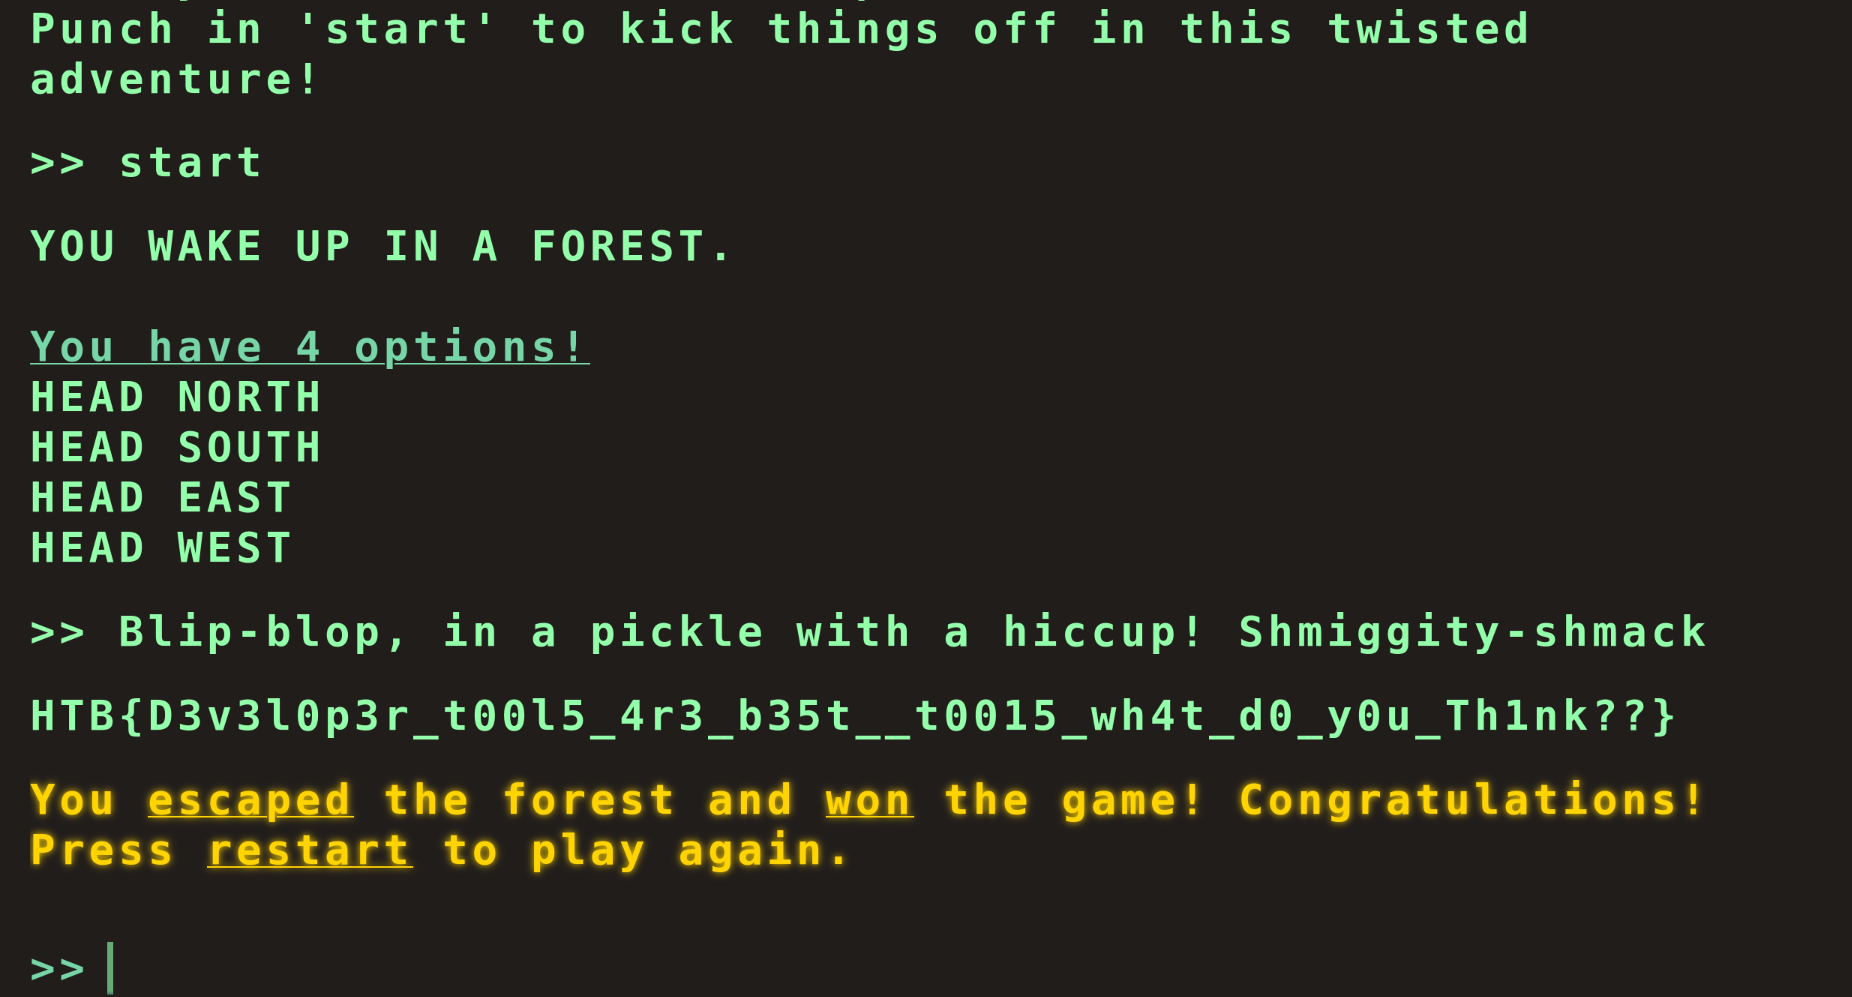 Punch in 'start' to kick things off in this twisted
adventure!
>> start
YOU WAKE UP IN A FOREST.
You have 4 options!
HEAD NORTH
HEAD SOUTH
HEAD EAST
HEAD WEST
>> Blip-blop, in a pickle with a hiccup! Shmiggity-shmack
HTB{D3v3l0p3r_t00l5_4r3_b35t__t0015_wh4t_d0_y0u_Th1nk??}
You escaped the forest and won the game! Congratulations!
Press restart to play again.
>>